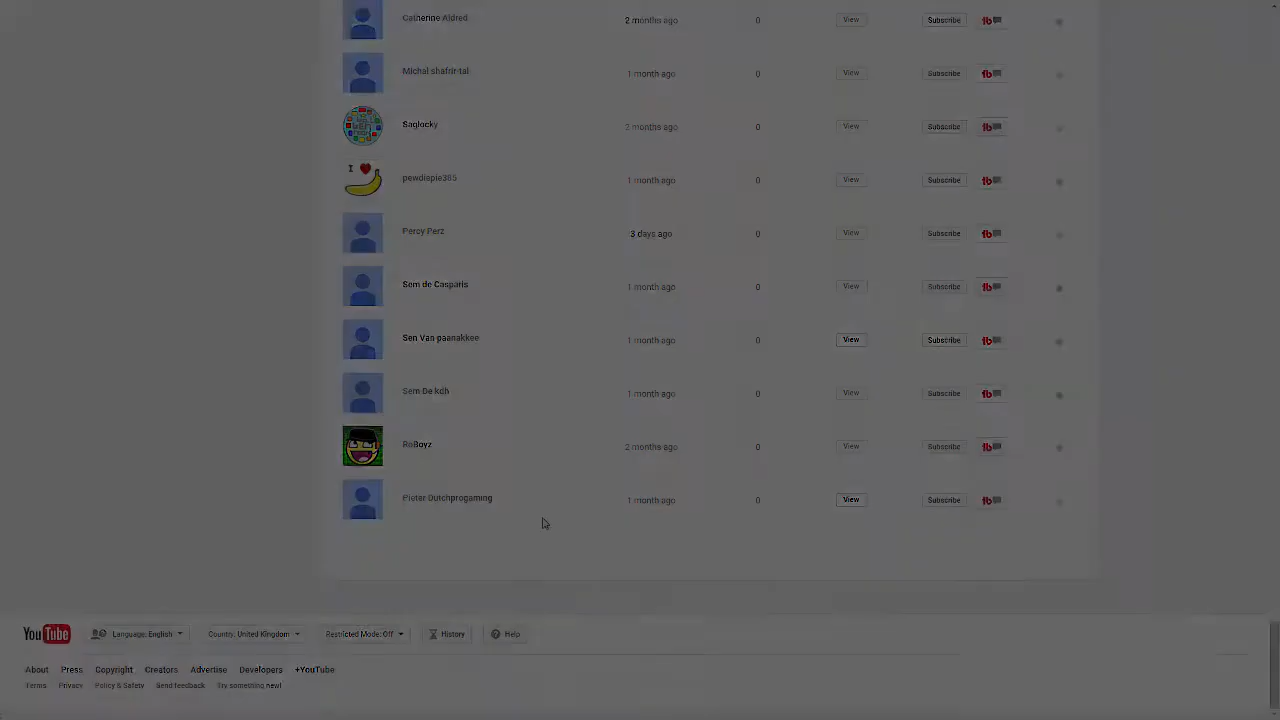 Catherine Aldred 2 months ago 0 View Subscribe
Michal shafrir-tal 1 month ago 0 View Subscribe
Saglocky 2 months ago 0 View Subscribe
I
pewdiepie385 1 month ago 0 View Subscribe
Percy Perz 3 days ago 0 View Subscribe
Sem de Casparis 1 month ago 0 View Subscribe
Sen Van paanakkee 1 month ago 0 View Subscribe
Sem De kdh 1 month ago 0 View Subscribe
RoBoyz 2 months ago 0 View Subscribe
Pieter Dutchprogaming 1 month ago 0 View Subscribe
YouTube Language: English Country: United Kingdom Restricted Mode: Off History Help
About Press Copyright Creators Advertise Developers +YouTube
Terms Privacy Policy & Safety Send feedback Try something new!